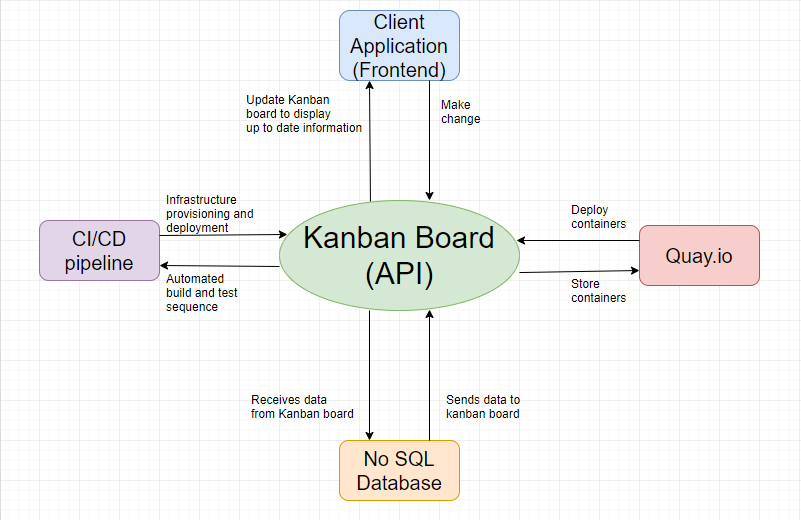 Client
Application
(Frontend)
Update Kanban
board to display
up to date information
Make
change
Infrastructure
provisioning and
deployment
Deploy
containers
CI/CD
pipeline
Kanban Board
(API)
Quay.io
Automated
build and test
sequence
Store
containers
Receives data
from Kanban board
Sends data to
kanban board
No SQL
Database